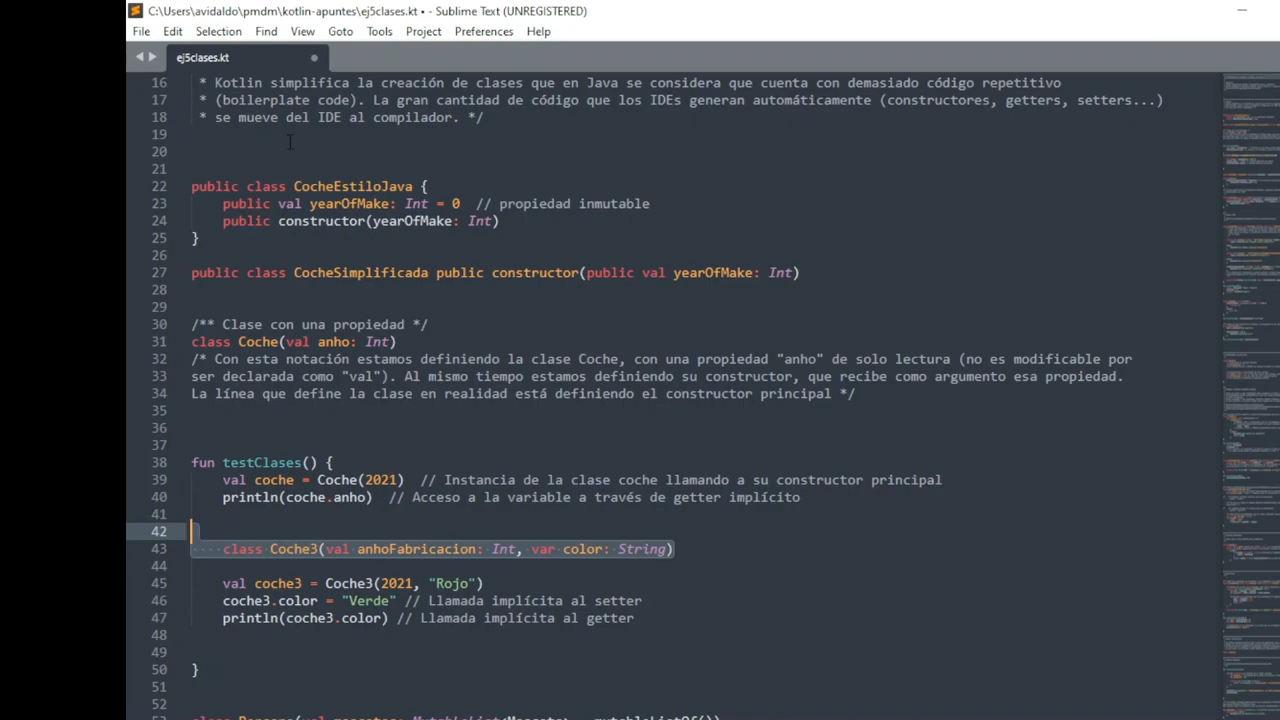 C:\Users\avidaldo\pmdm\kotlin-apuntes\ej5clases.kt • - Sublime Text (UNREGISTERED)
File Edit Selection Find View Goto Tools Project Preferences Help
ej5clases.kt
16 * Kotlin simplifica la creación de clases que en Java se considera que cuenta con demasiado código repetitivo
17 * (boilerplate code). La gran cantidad de código que los IDEs generan automáticamente (constructores, getters, setters...)
18 * se mueve del IDE al compilador. */
19
20
21
22 public class CocheEstiloJava {
23 public val yearOfMake: Int = 0 // propiedad inmutable
24 public constructor(yearOfMake: Int)
25 }
26
27 public class CocheSimplificada public constructor(public val yearOfMake: Int)
28
29
30 /** Clase con una propiedad */
31 class Coche(val anho: Int)
32 /* Con esta notación estamos definiendo la clase Coche, con una propiedad "anho" de solo lectura (no es modificable por
33 ser declarada como "val"). Al mismo tiempo estamos definiendo su constructor, que recibe como argumento esa propiedad.
34 La línea que define la clase en realidad está definiendo el constructor principal */
35
36
37
38 fun testClases() {
39 val coche = Coche(2021) // Instancia de la clase coche llamando a su constructor principal
40 println(coche.anho) // Acceso a la variable a través de getter implícito
41
42
43 class Coche3(val anhoFabricacion: Int, var color: String)
44
45 val coche3 = Coche3(2021, "Rojo")
46 coche3.color = "Verde" // Llamada implícita al setter
47 println(coche3.color) // Llamada implícita al getter
48
49
50 }
51
52
53 class Persona(val mascotas: MutableList<Mascota> = mutableListOf())